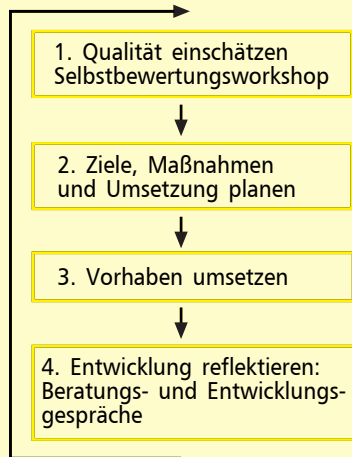 1. Qualität einschätzen
Selbstbewertungsworkshop
2. Ziele, Maßnahmen
und Umsetzung planen
3. Vorhaben umsetzen
4. Entwicklung reflektieren:
Beratungs- und Entwicklungs-
gespräche